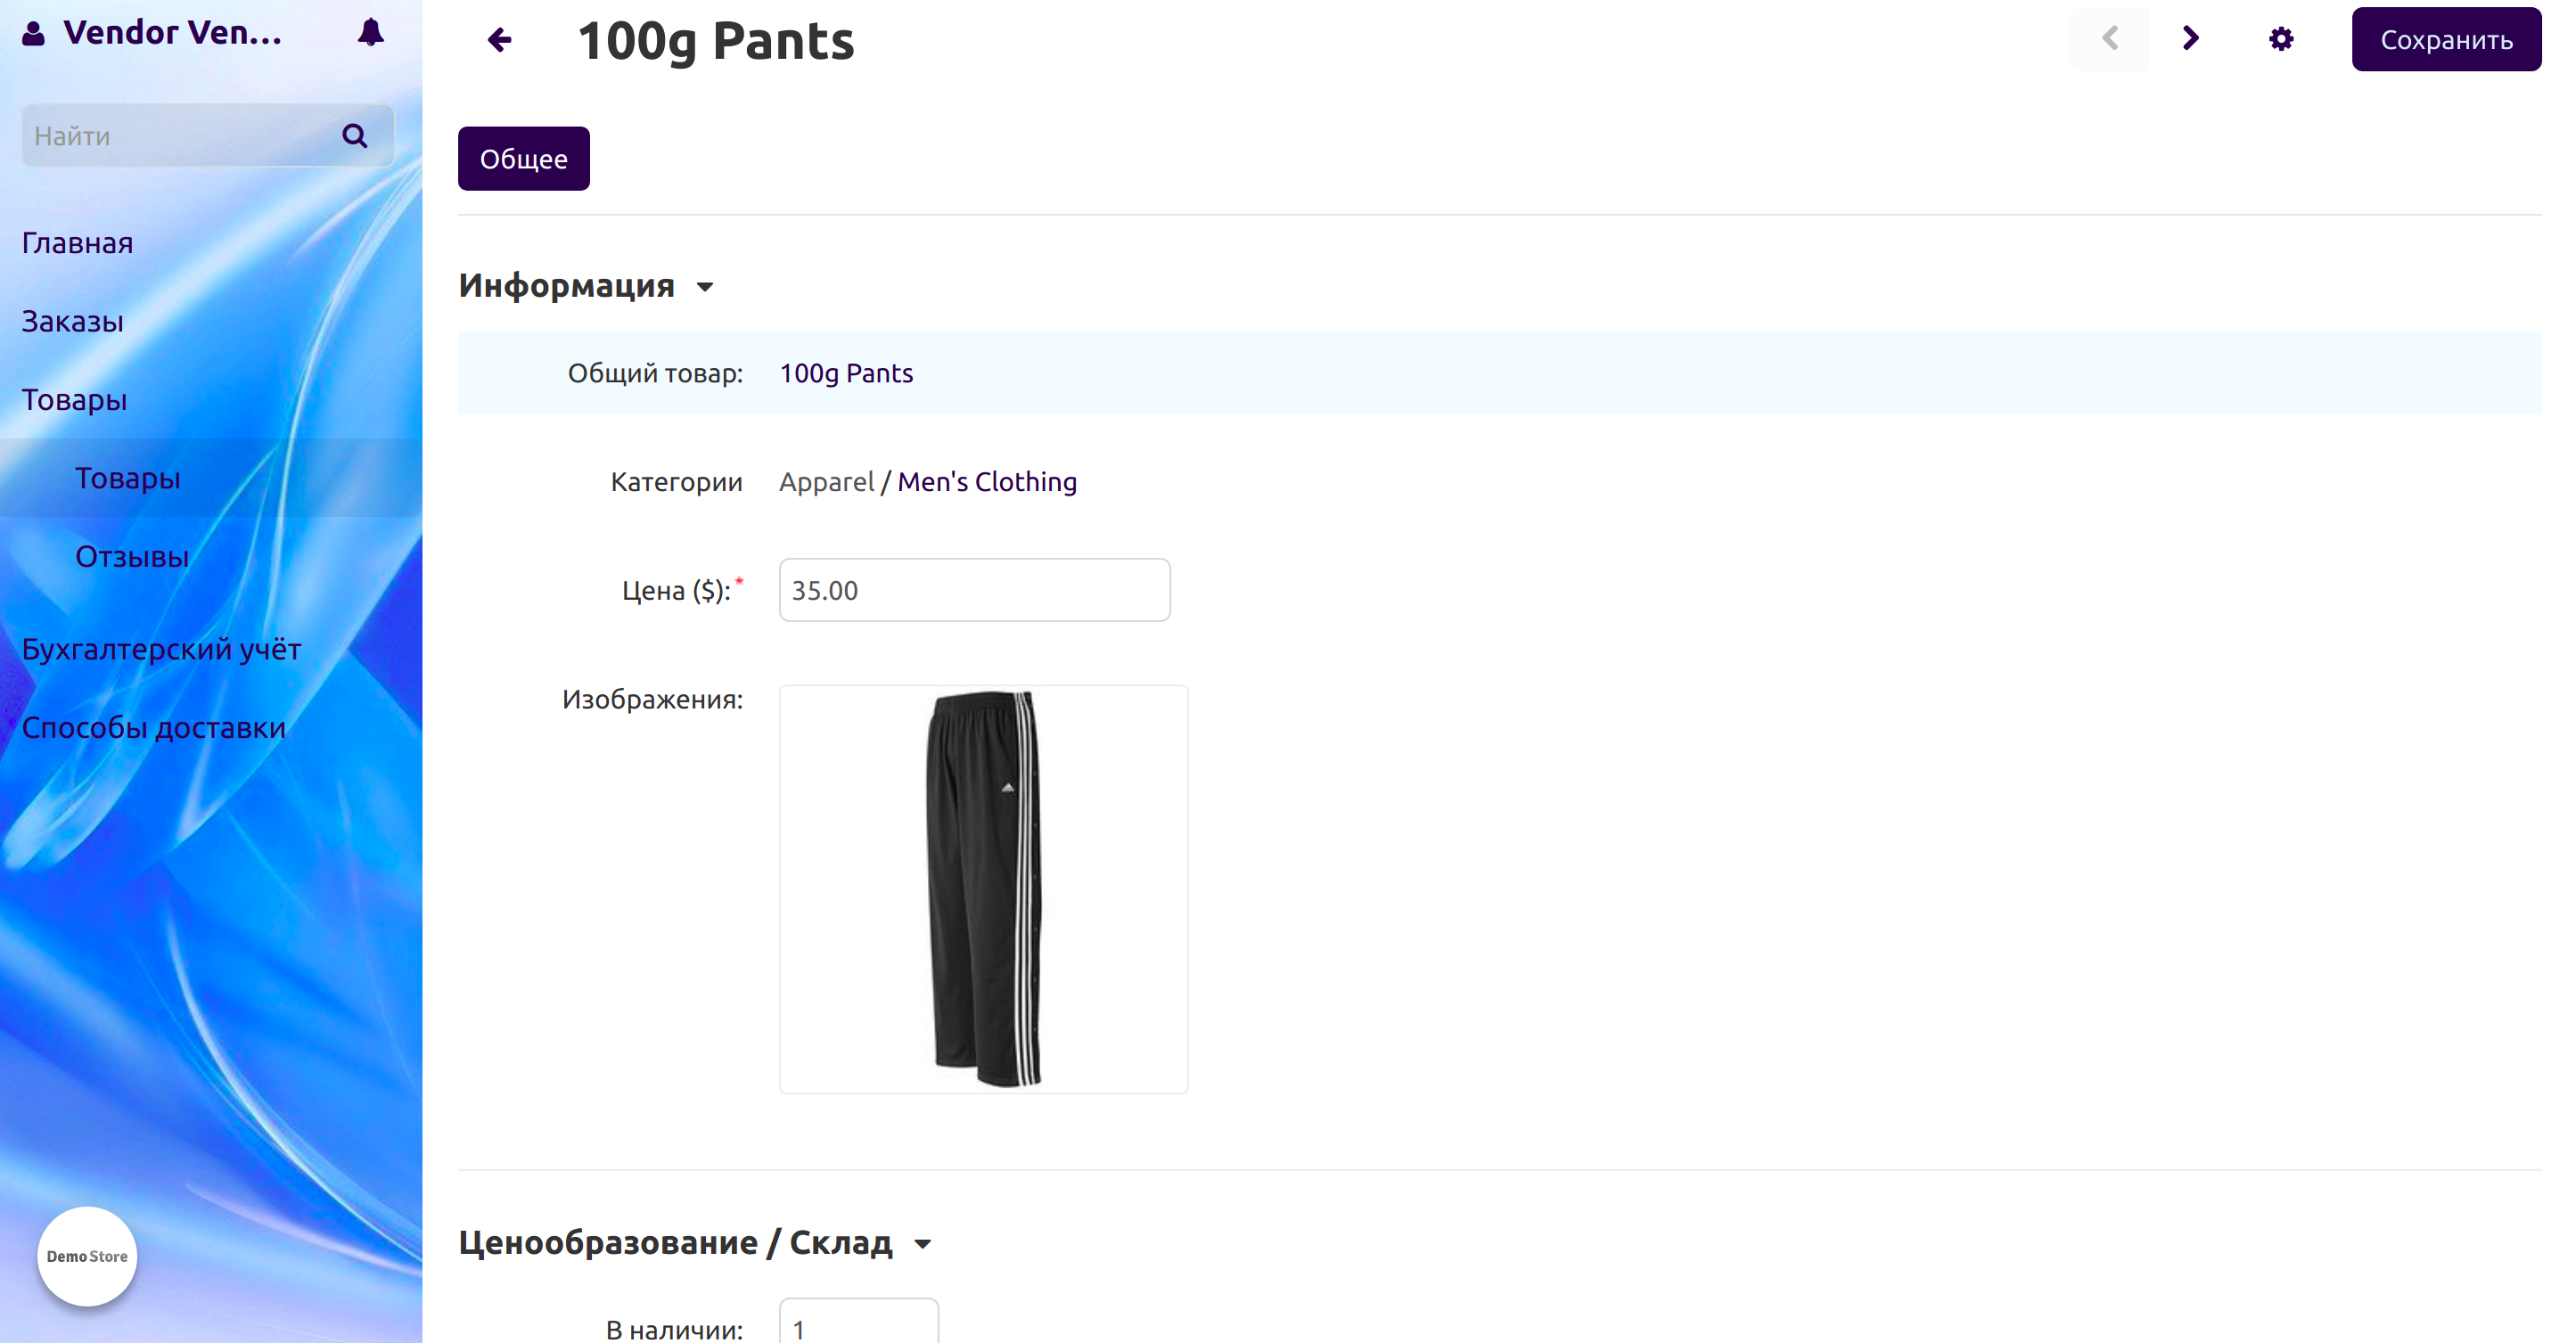 Vendor Ven...
Найти
Главная
Заказы
Товары
Товары
Отзывы
Бухгалтерский учёт
Способы доставки
Demo Store
100g Pants
Сохранить
Общее
Информация
Общий товар: 100g Pants
Категории Apparel / Men's Clothing
Цена ($):* 35.00
Изображения:
Ценообразование / Склад
В наличии: 1